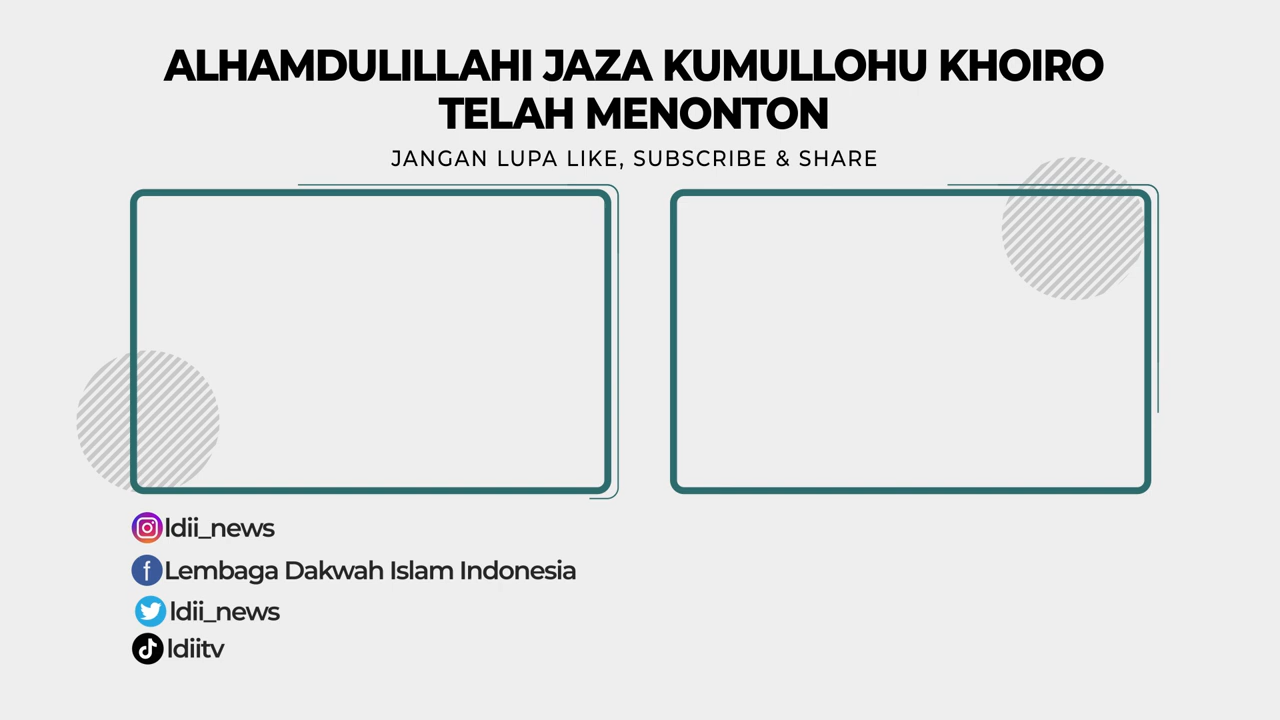 ALHAMDULILLAHI JAZA KUMULLOHU KHOIRO
TELAH MENONTON
JANGAN LUPA LIKE, SUBSCRIBE & SHARE
ldii_news
Lembaga Dakwah Islam Indonesia
ldii_news
ldiitv